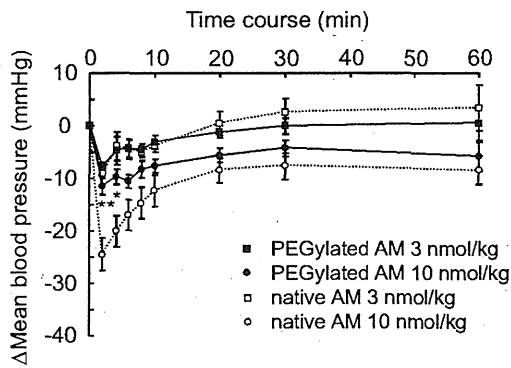 Time course (min)
0 10 20 30 40 50 60
ΔMean blood pressure (mmHg)
10
0
-10
-20
-30
-40
** *
PEGylated AM 3 nmol/kg
PEGylated AM 10 nmol/kg
native AM 3 nmol/kg
native AM 10 nmol/kg